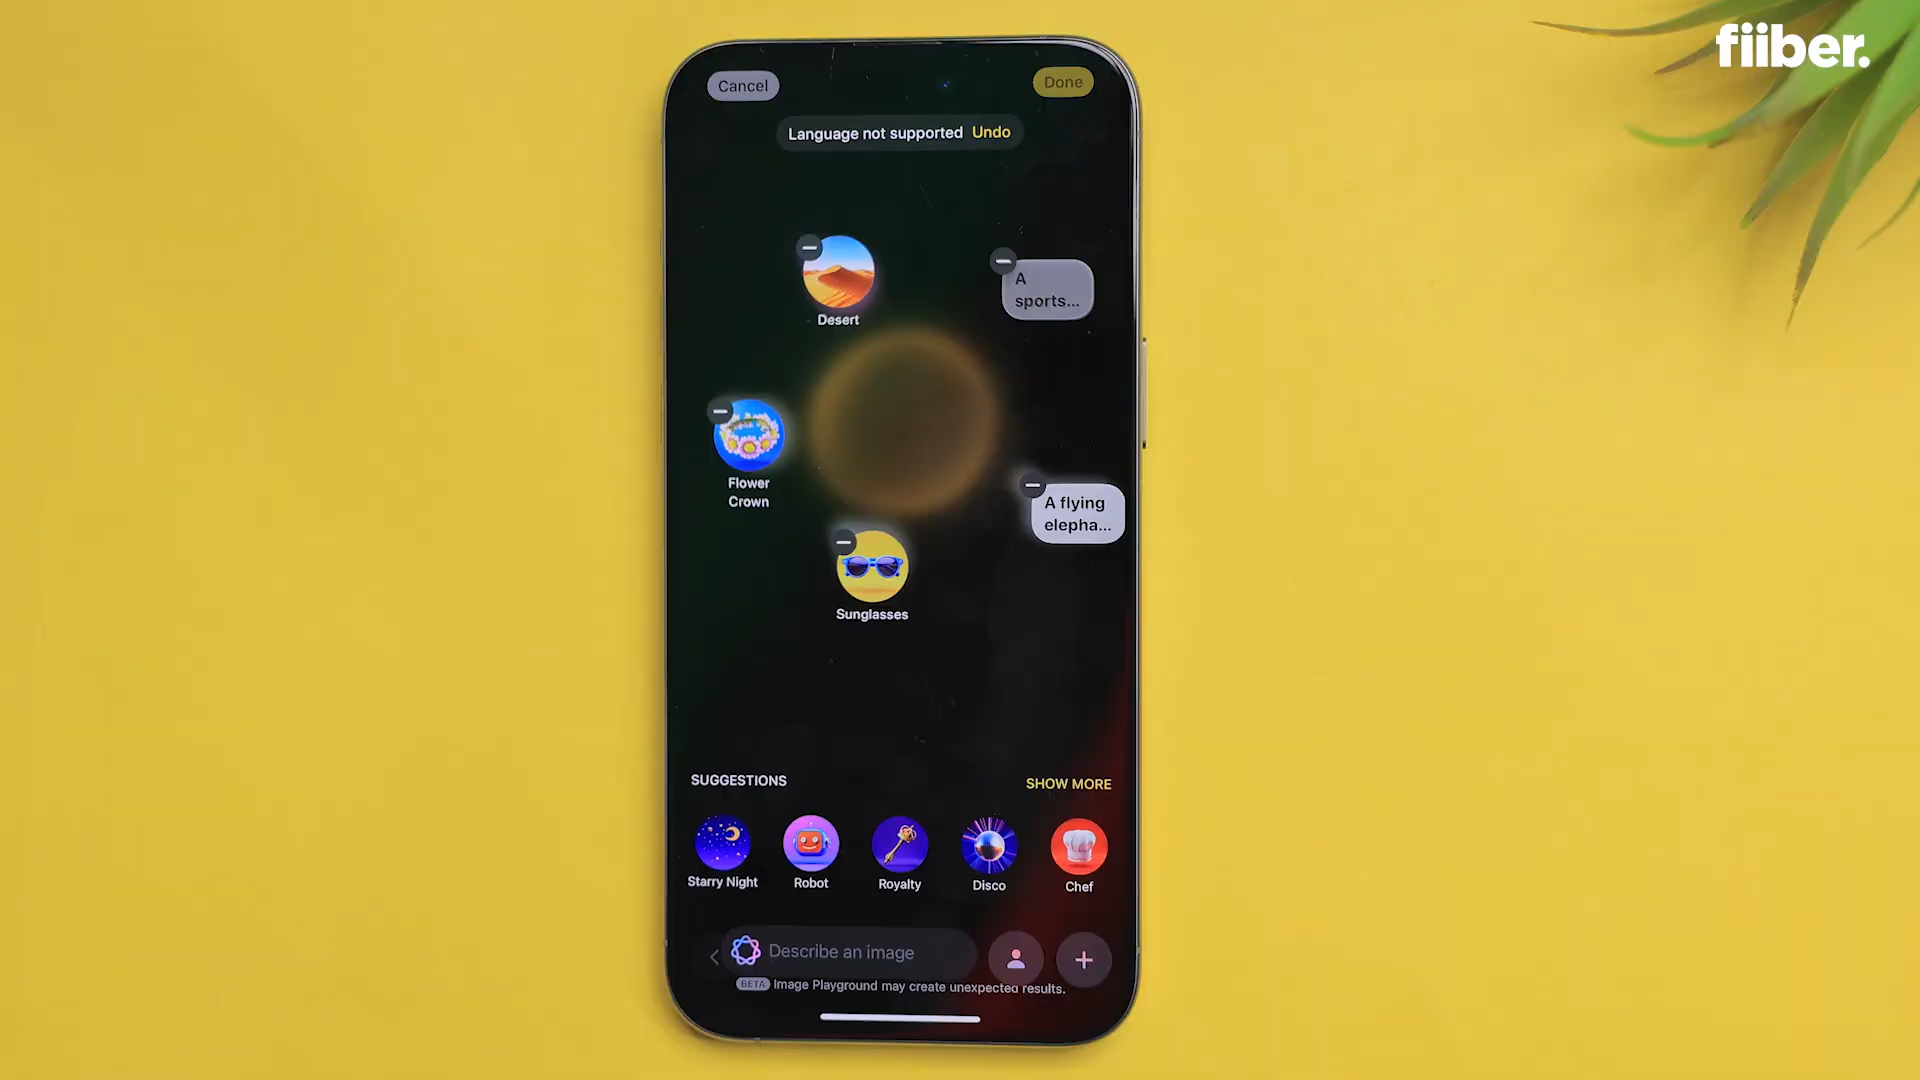 fiiber.
Cancel
Done
Language not supported Undo
Desert
A
sports...
Flower
Crown
A flying
elepha...
Sunglasses
SUGGESTIONS
SHOW MORE
Starry Night
Robot
Royalty
Disco
Chef
Describe an image
BETA Image Playground may create unexpected results.